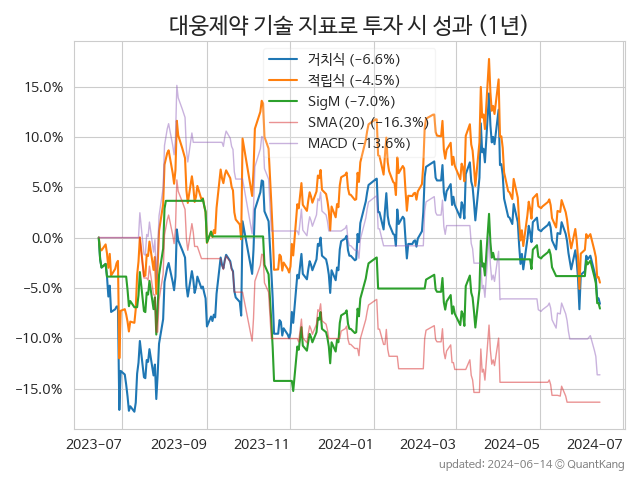 대웅제약 기술 지표로 투자 시 성과 (1년)
거치식 (−6.6%)
적립식 (−4.5%)
SigM (−7.0%)
SMA(20) (−16.3%)
MACD (−13.6%)
15.0%
10.0%
5.0%
0.0%
−5.0%
−10.0%
−15.0%
2023-07 2023-09 2023-11 2024-01 2024-03 2024-05 2024-07
updated: 2024-06-14 ⓒ QuantKang